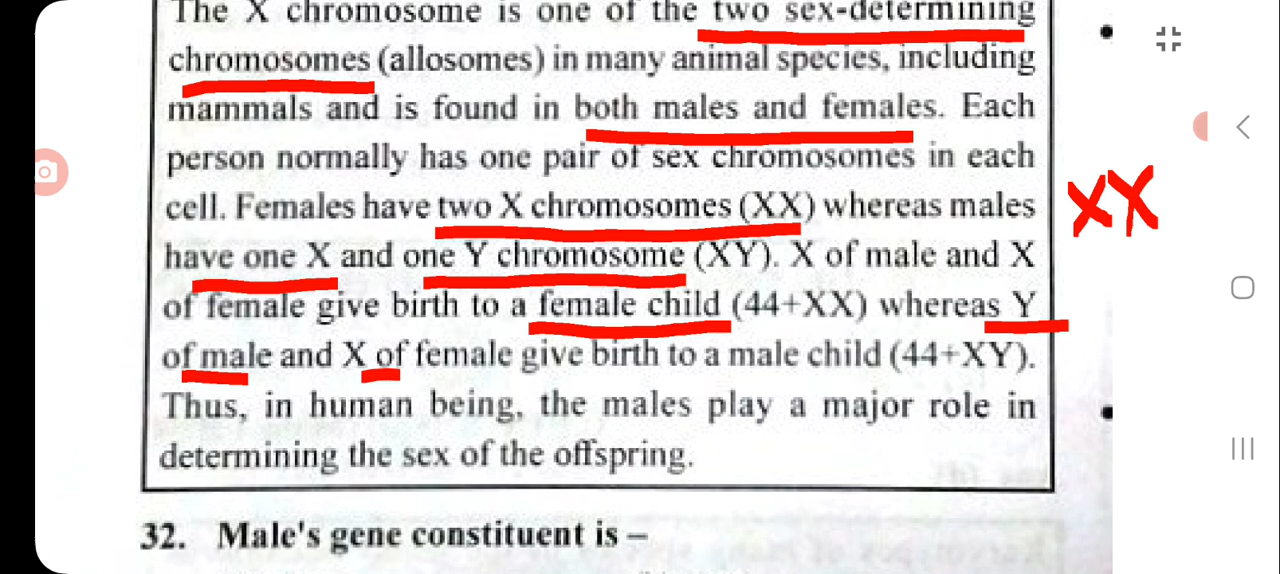 The X chromosome is one of the two sex-determining
chromosomes (allosomes) in many animal species, including
mammals and is found in both males and females. Each
person normally has one pair of sex chromosomes in each
cell. Females have two X chromosomes (XX) whereas males
have one X and one Y chromosome (XY). X of male and X
of female give birth to a female child (44+XX) whereas Y
of male and X of female give birth to a male child (44+XY).
Thus, in human being, the males play a major role in
determining the sex of the offspring.
XX
32. Male's gene constituent is –